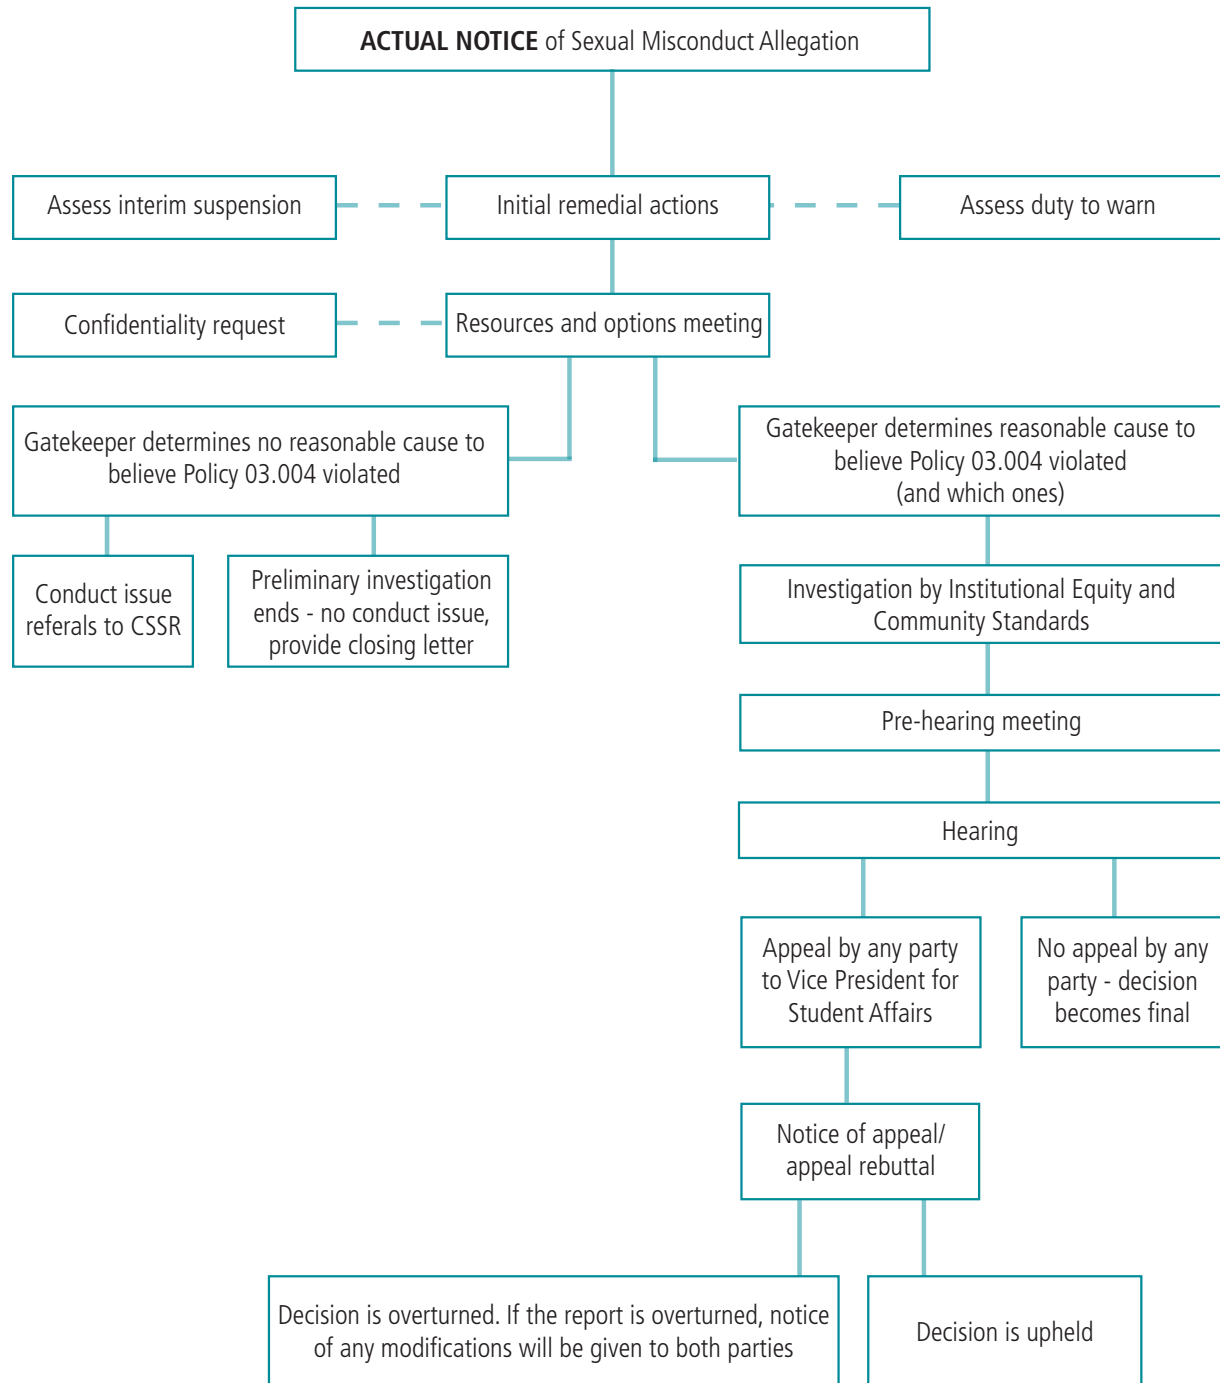 ACTUAL NOTICE of Sexual Misconduct Allegation
Assess interim suspension
Initial remedial actions
Assess duty to warn
Confidentiality request
Resources and options meeting
Gatekeeper determines no reasonable cause to
believe Policy 03.004 violated
Gatekeeper determines reasonable cause to
believe Policy 03.004 violated
(and which ones)
Conduct issue
referals to CSSR
Preliminary investigation
ends - no conduct issue,
provide closing letter
Investigation by Institutional Equity and
Community Standards
Pre-hearing meeting
Hearing
Appeal by any party
to Vice President for
Student Affairs
No appeal by any
party - decision
becomes final
Notice of appeal/
appeal rebuttal
Decision is overturned. If the report is overturned, notice
of any modifications will be given to both parties
Decision is upheld